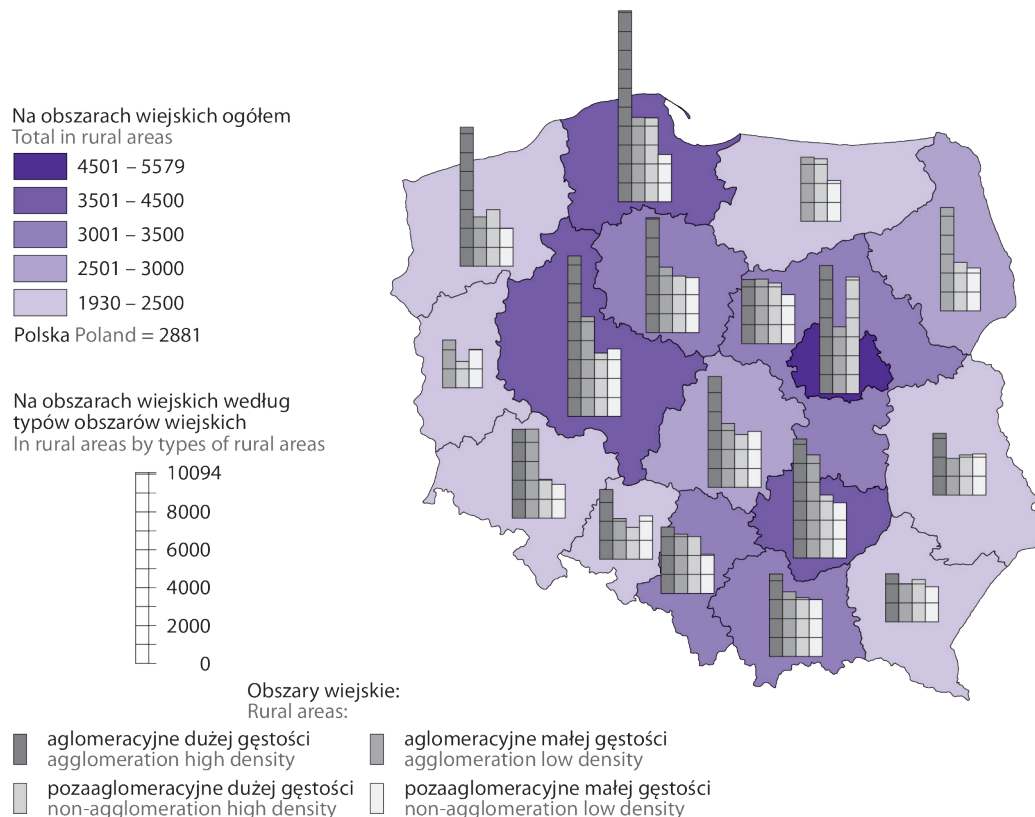 Na obszarach wiejskich ogółem
Total in rural areas
4501 – 5579
3501 – 4500
3001 – 3500
2501 – 3000
1930 – 2500
Polska Poland = 2881
Na obszarach wiejskich według
typów obszarów wiejskich
In rural areas by types of rural areas
10094
8000
6000
4000
2000
0
Obszary wiejskie:
Rural areas:
aglomeracyjne dużej gęstości
agglomeration high density
aglomeracyjne małej gęstości
agglomeration low density
pozaaglomeracyjne dużej gęstości
non-agglomeration high density
pozaaglomeracyjne małej gęstości
non-agglomeration low density